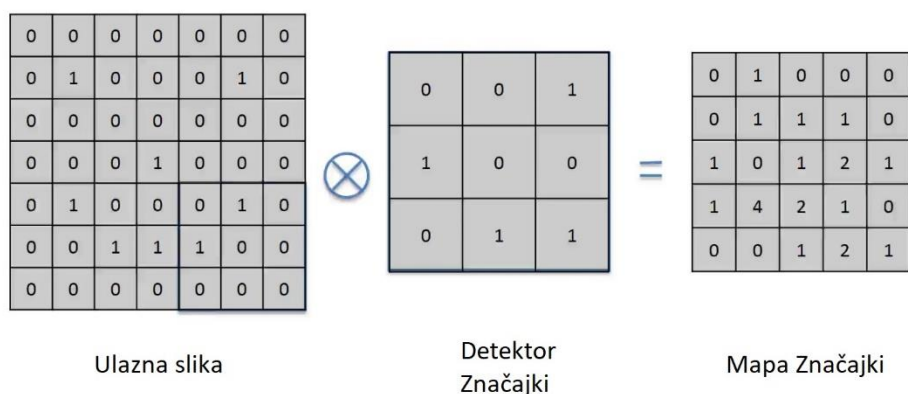 0 0 0 0 0 0 0
0 1 0 0 0 1 0
0 0 0 0 0 0 0
0 0 0 1 0 0 0
0 1 0 0 0 1 0
0 0 1 1 1 0 0
0 0 0 0 0 0 0
Ulazna slika
⊗
0 0 1
1 0 0
0 1 1
Detektor
Značajki
=
0 1 0 0 0
0 1 1 1 0
1 0 1 2 1
1 4 2 1 0
0 0 1 2 1
Mapa Značajki